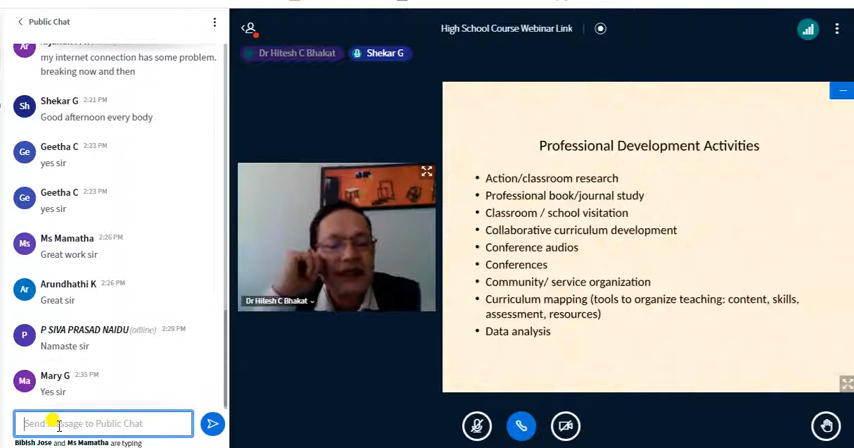 Public Chat
my internet connection has some problem.
breaking now and then
Sh
Shekar G 2:21 PM
Good afternoon every body
Ge
Geetha C 2:23 PM
yes sir
Ge
Geetha C 2:23 PM
yes sir
Ms
Ms Mamatha 2:26 PM
Great work sir
Ar
Arundhathi K 2:26 PM
Great sir
P
P SIVA PRASAD NAIDU (offline) 2:29 PM
Namaste sir
Ma
Mary G 2:35 PM
Yes sir
Send message to Public Chat
Bibish Jose and Ms Mamatha are typing
High School Course Webinar Link
Dr Hitesh C Bhakat
Shekar G
Dr Hitesh C Bhakat
Professional Development Activities
• Action/classroom research
• Professional book/journal study
• Classroom / school visitation
• Collaborative curriculum development
• Conference audios
• Conferences
• Community/ service organization
• Curriculum mapping (tools to organize teaching: content, skills,
assessment, resources)
• Data analysis